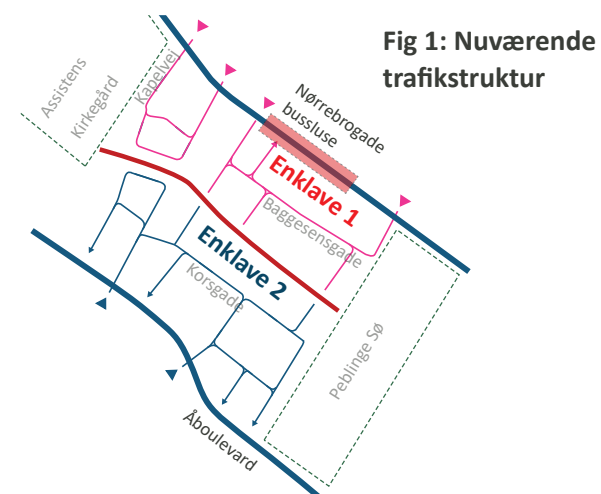 Fig 1: Nuværende
trafikstruktur
Assistens
Kirkegård
Kapelvej
Nørrebrogade
bussluse
Enklave 1
Baggesensgade
Enklave 2
Korsgade
Peblinge Sø
Åboulevard